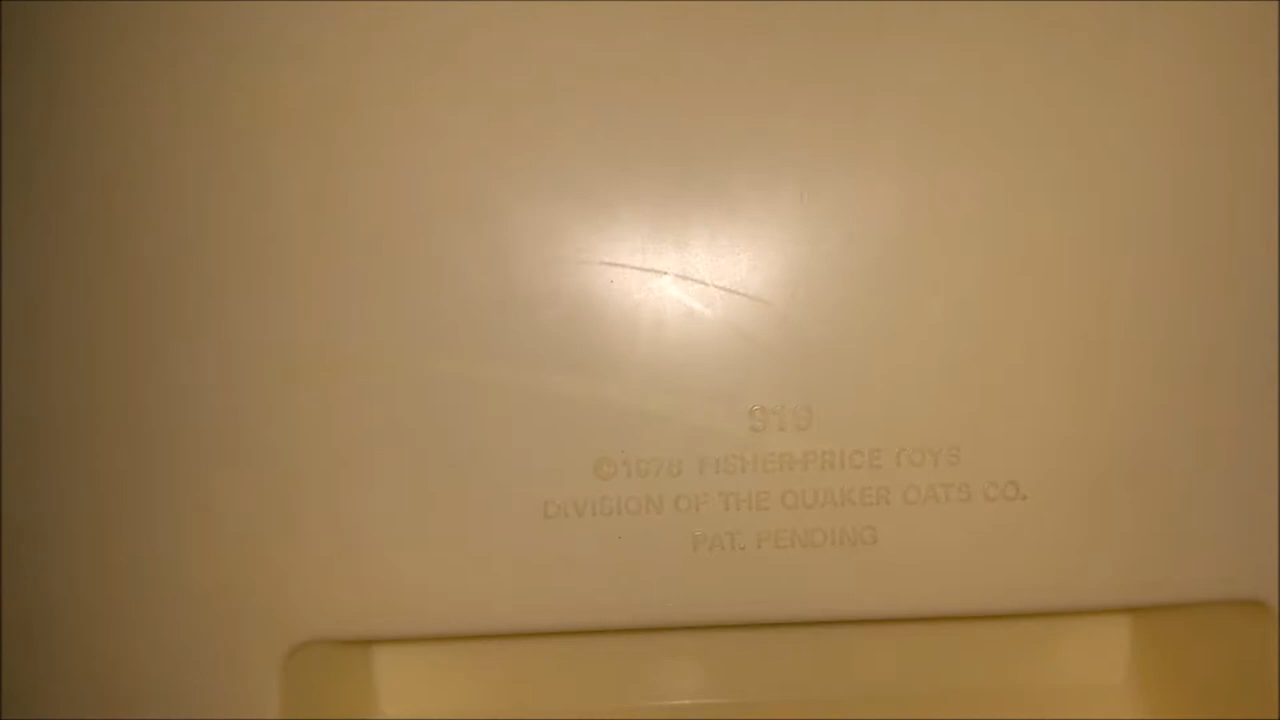 919
©1978 FISHER-PRICE TOYS
DIVISION OF THE QUAKER OATS CO.
PAT. PENDING